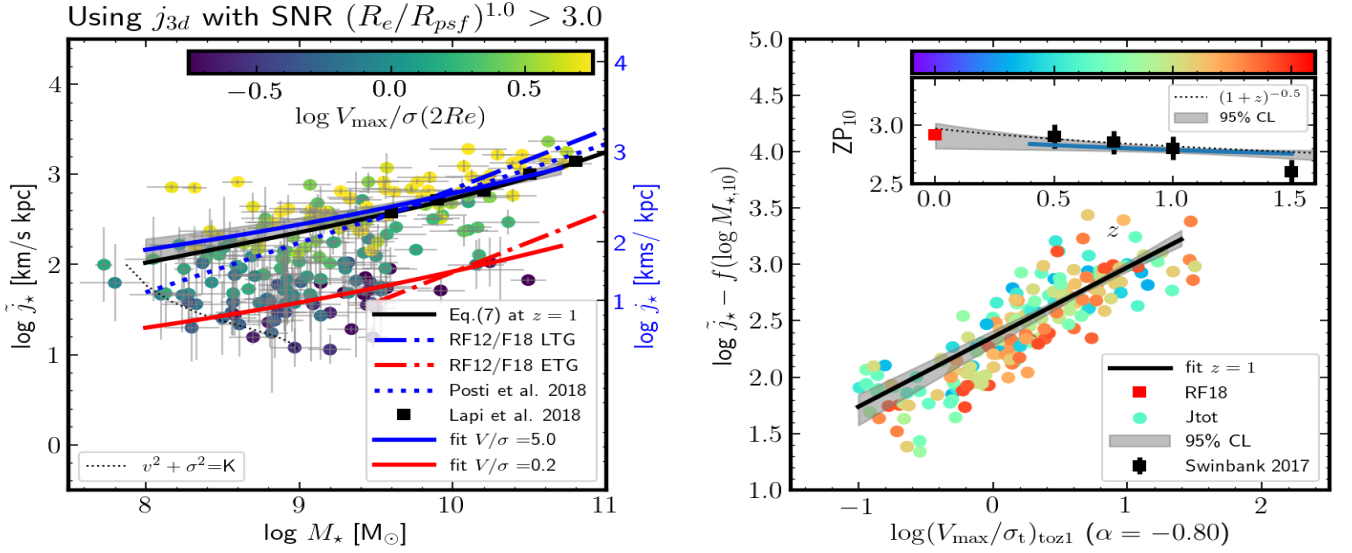 Using j₃d with SNR (Rₑ/Rₚₛf)¹·⁰ > 3.0
−0.5 0.0 0.5
log V_max/σ(2Re)
4
3
2
1
0
log j̃⋆ [km/s kpc]
4
3
2
1
log j⋆ [kms/ kpc]
Eq.(7) at z = 1
RF12/F18 LTG
RF12/F18 ETG
Posti et al. 2018
Lapi et al. 2018
fit V/σ =5.0
fit V/σ =0.2
v² + σ²=K
8 9 10 11
log M⋆ [M⊙]
5.0
4.5
4.0
3.5
3.0
2.5
2.0
1.5
1.0
log j̃⋆ − f(log M⋆,₁₀)
(1 + z)^−0.5
95% CL
ZP₁₀
3.0
2.5
0.0 0.5 1.0 1.5
z
fit z = 1
RF18
Jtot
95% CL
Swinbank 2017
−1 0 1 2
log(V_max/σ_t)_toz1 (α = −0.80)